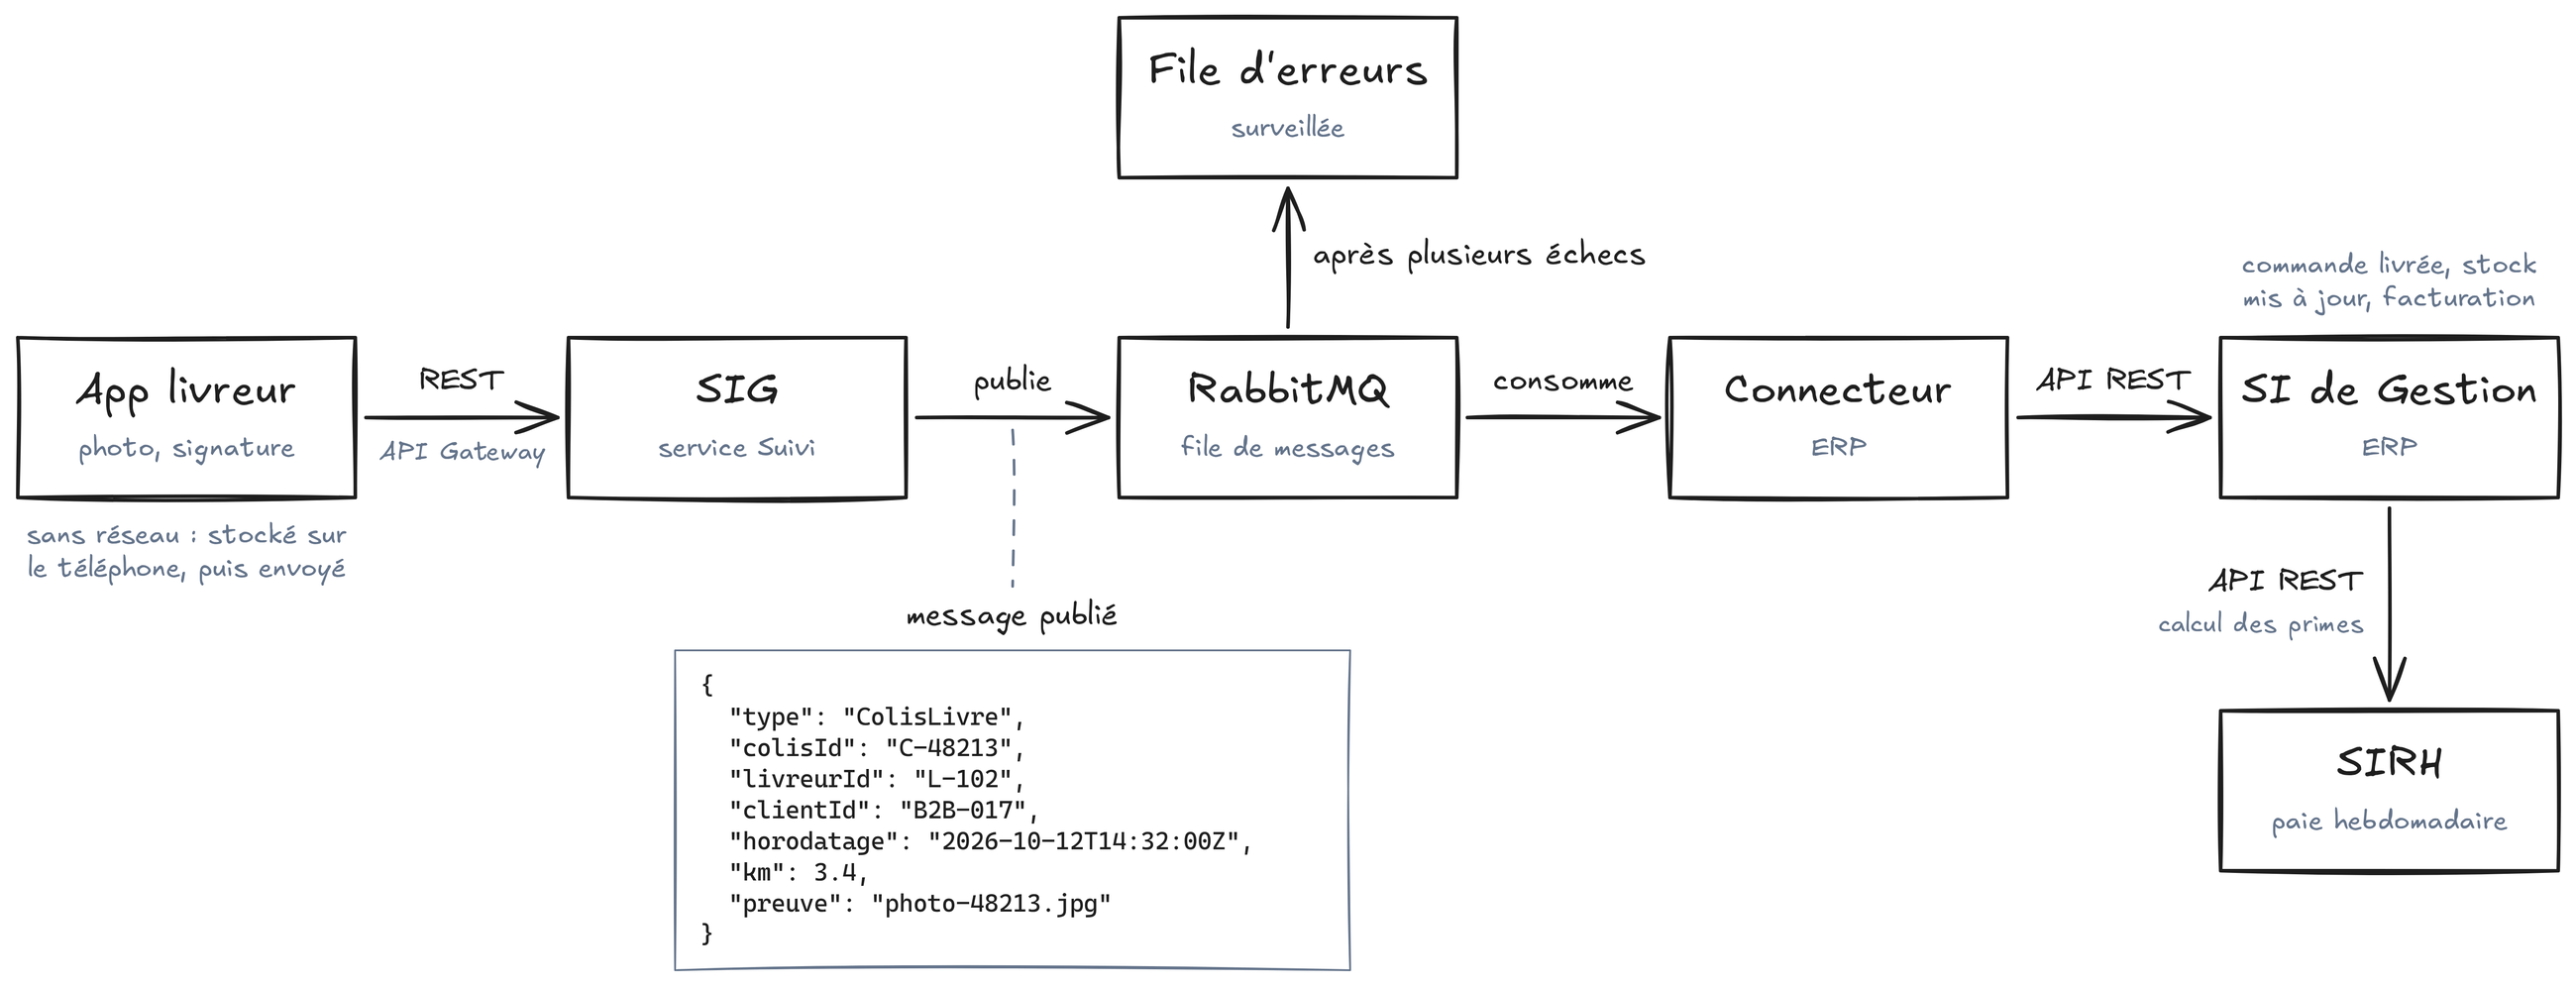 File d'erreurs
surveillée
après plusieurs échecs
commande livrée, stock
mis à jour, facturation
App livreur
photo, signature
REST
API Gateway
SIG
service Suivi
publie
RabbitMQ
file de messages
consomme
Connecteur
ERP
API REST
SI de Gestion
ERP
sans réseau : stocké sur
le téléphone, puis envoyé
API REST
calcul des primes
message publié
{
  "type": "ColisLivre",
  "colisId": "C-48213",
  "livreurId": "L-102",
  "clientId": "B2B-017",
  "horodatage": "2026-10-12T14:32:00Z",
  "km": 3.4,
  "preuve": "photo-48213.jpg"
}
SIRH
paie hebdomadaire